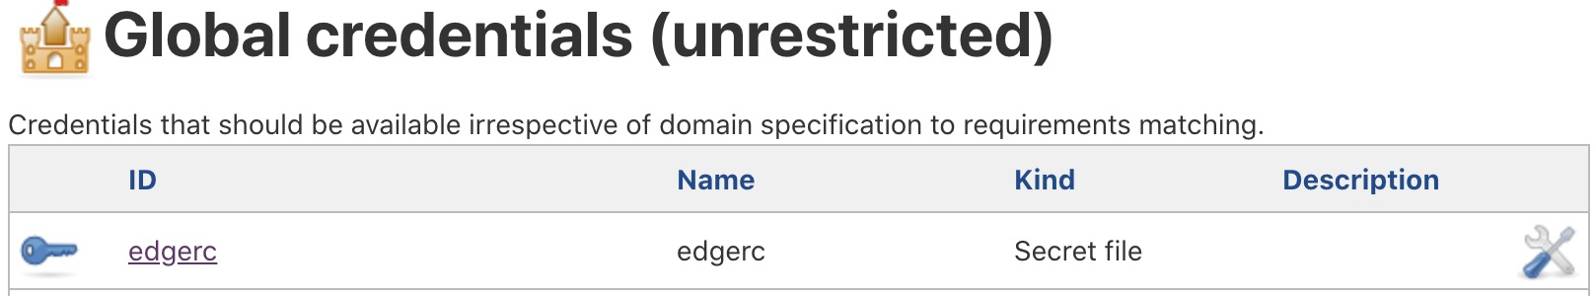 Global credentials (unrestricted)
Credentials that should be available irrespective of domain specification to requirements matching.
ID Name Kind Description
edgerc edgerc Secret file